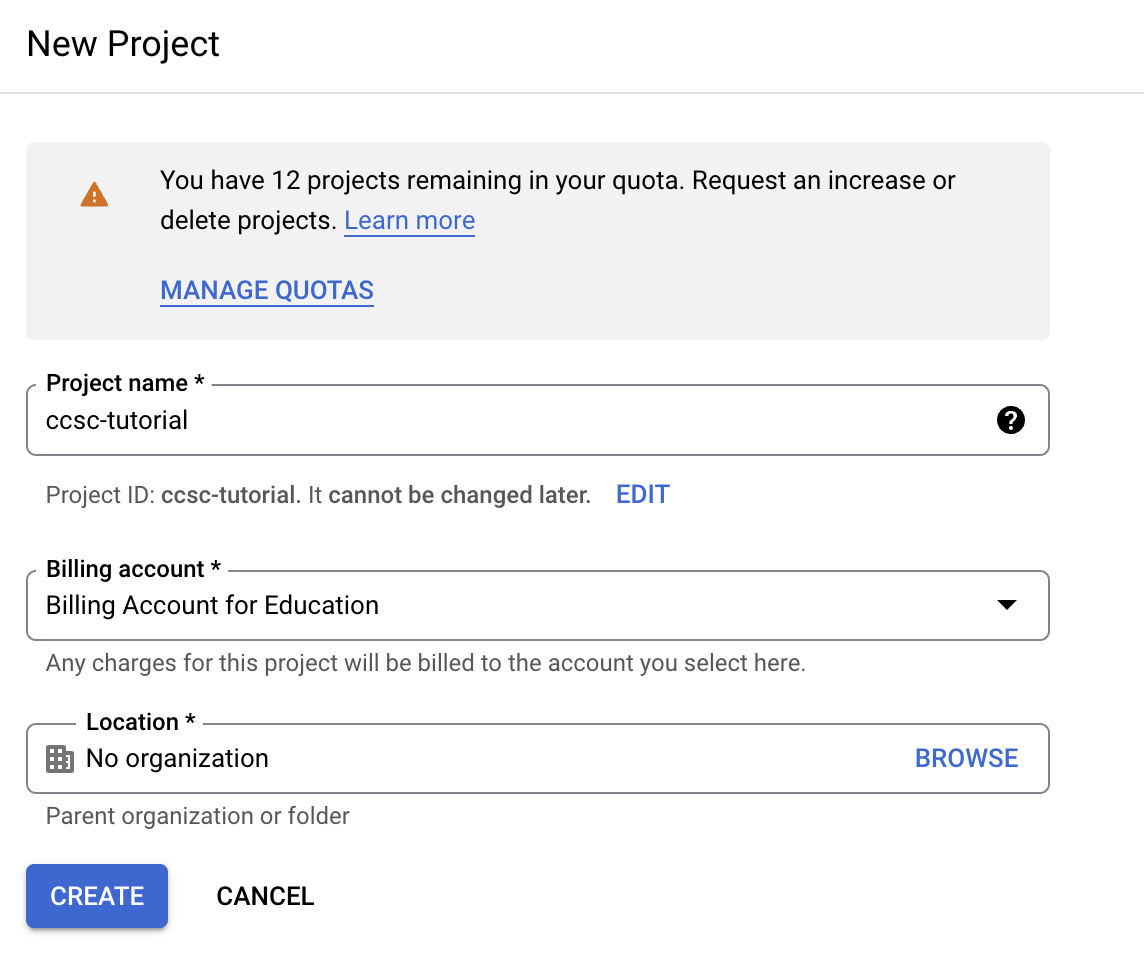 New Project
You have 12 projects remaining in your quota. Request an increase or
delete projects. Learn more
MANAGE QUOTAS
Project name *
ccsc-tutorial
Project ID: ccsc-tutorial. It cannot be changed later. EDIT
Billing account *
Billing Account for Education
Any charges for this project will be billed to the account you select here.
Location *
No organization BROWSE
Parent organization or folder
CREATE CANCEL